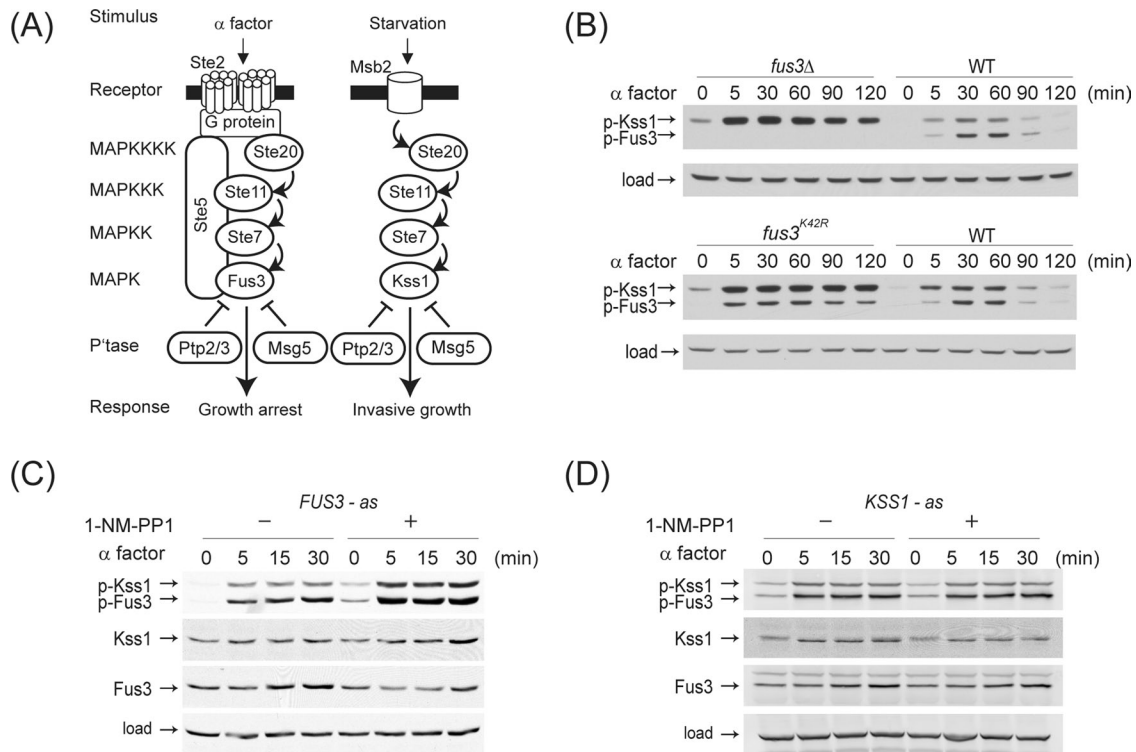 (A)
Stimulus α factor Starvation
Ste2 Msb2
Receptor
G protein
MAPKKKK Ste20 Ste20
MAPKKK Ste5 Ste11 Ste11
MAPKK Ste7 Ste7
MAPK Fus3 Kss1
P'tase Ptp2/3 Msg5 Ptp2/3 Msg5
Response Growth arrest Invasive growth
(B)
fus3Δ WT
α factor 0 5 30 60 90 120 0 5 30 60 90 120 (min)
p-Kss1
p-Fus3
load
fus3K42R WT
α factor 0 5 30 60 90 120 0 5 30 60 90 120 (min)
p-Kss1
p-Fus3
load
(C)
FUS3 - as
1-NM-PP1 – +
α factor 0 5 15 30 0 5 15 30 (min)
p-Kss1
p-Fus3
Kss1
Fus3
load
(D)
KSS1 - as
1-NM-PP1 – +
α factor 0 5 15 30 0 5 15 30 (min)
p-Kss1
p-Fus3
Kss1
Fus3
load